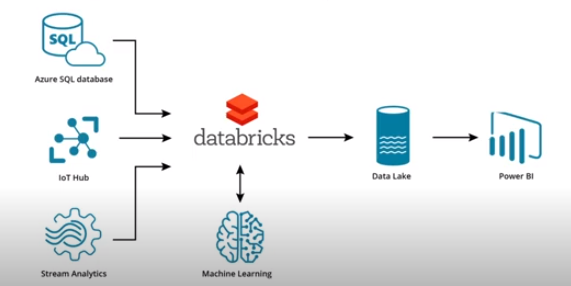 SQL
Azure SQL database
IoT Hub
Stream Analytics
databricks
Machine Learning
Data Lake
Power BI